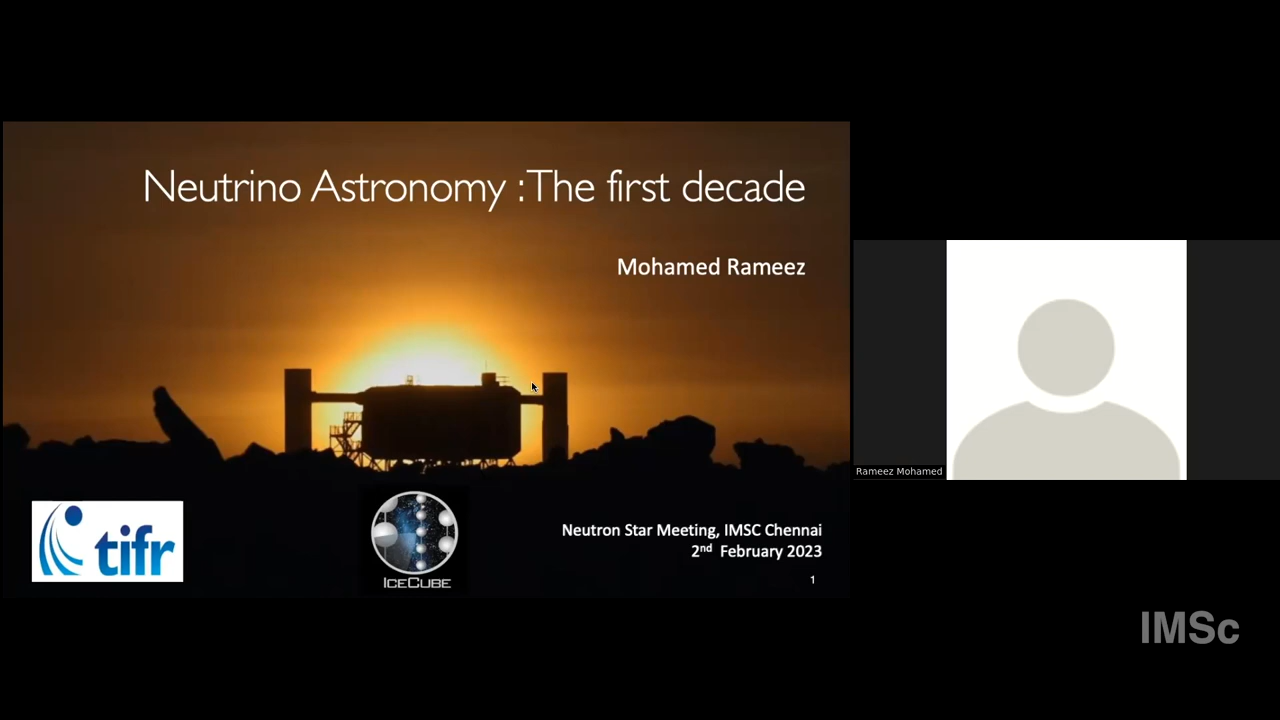 Neutrino Astronomy :The first decade
Mohamed Rameez
Rameez Mohamed
tifr
ICECUBE
Neutron Star Meeting, IMSC Chennai
2nd February 2023
1
IMSc